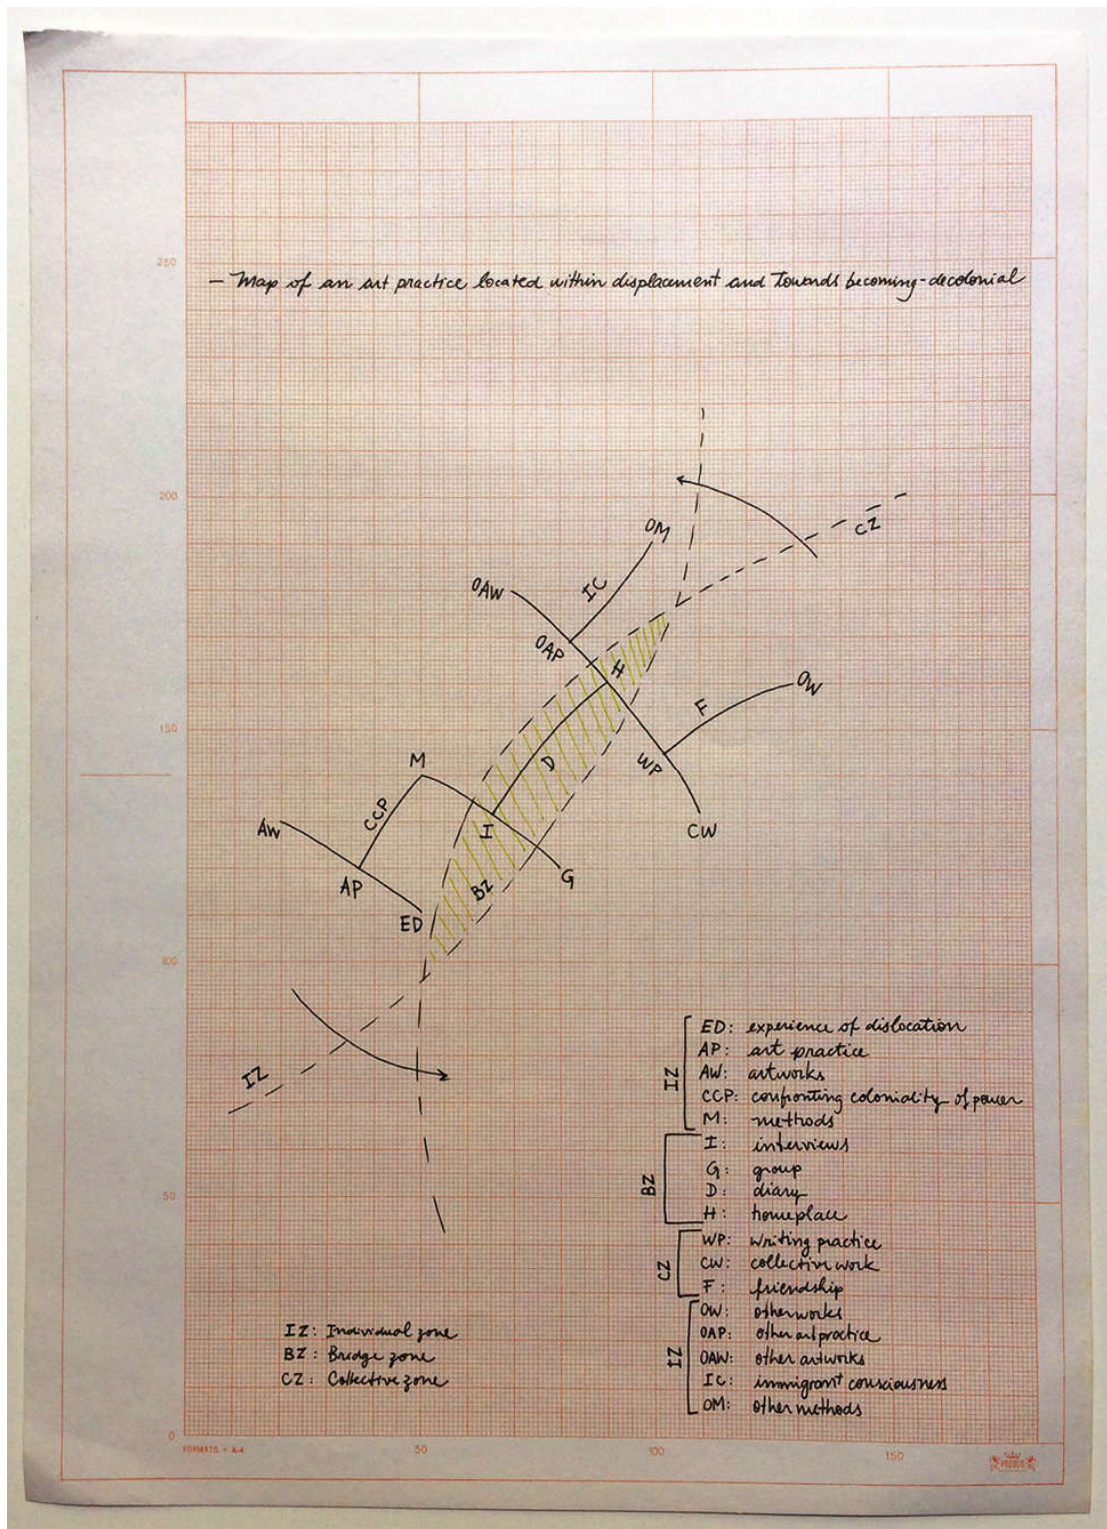 250
— Map of an art practice located within displacement and towards becoming-decolonial
200
CZ
OM
IC
OAW
OAP
H
OW
F
150
D
WP
M
CCP
CW
AW
I
AP
BZ
G
ED
100
IZ
IZ
ED: experience of dislocation
AP: art practice
AW: artworks
CCP: confronting coloniality of power
M: methods
BZ
I: interviews
G: group
D: diary
H: homeplace
50
CZ
WP: writing practice
CW: collective work
F: friendship
IZ
OW: other works
OAP: other art practice
OAW: other artworks
IC: immigrant consciousness
OM: other methods
IZ: Individual zone
BZ: Bridge zone
CZ: Collective zone
0
FORMATO - A-4
50
100
150